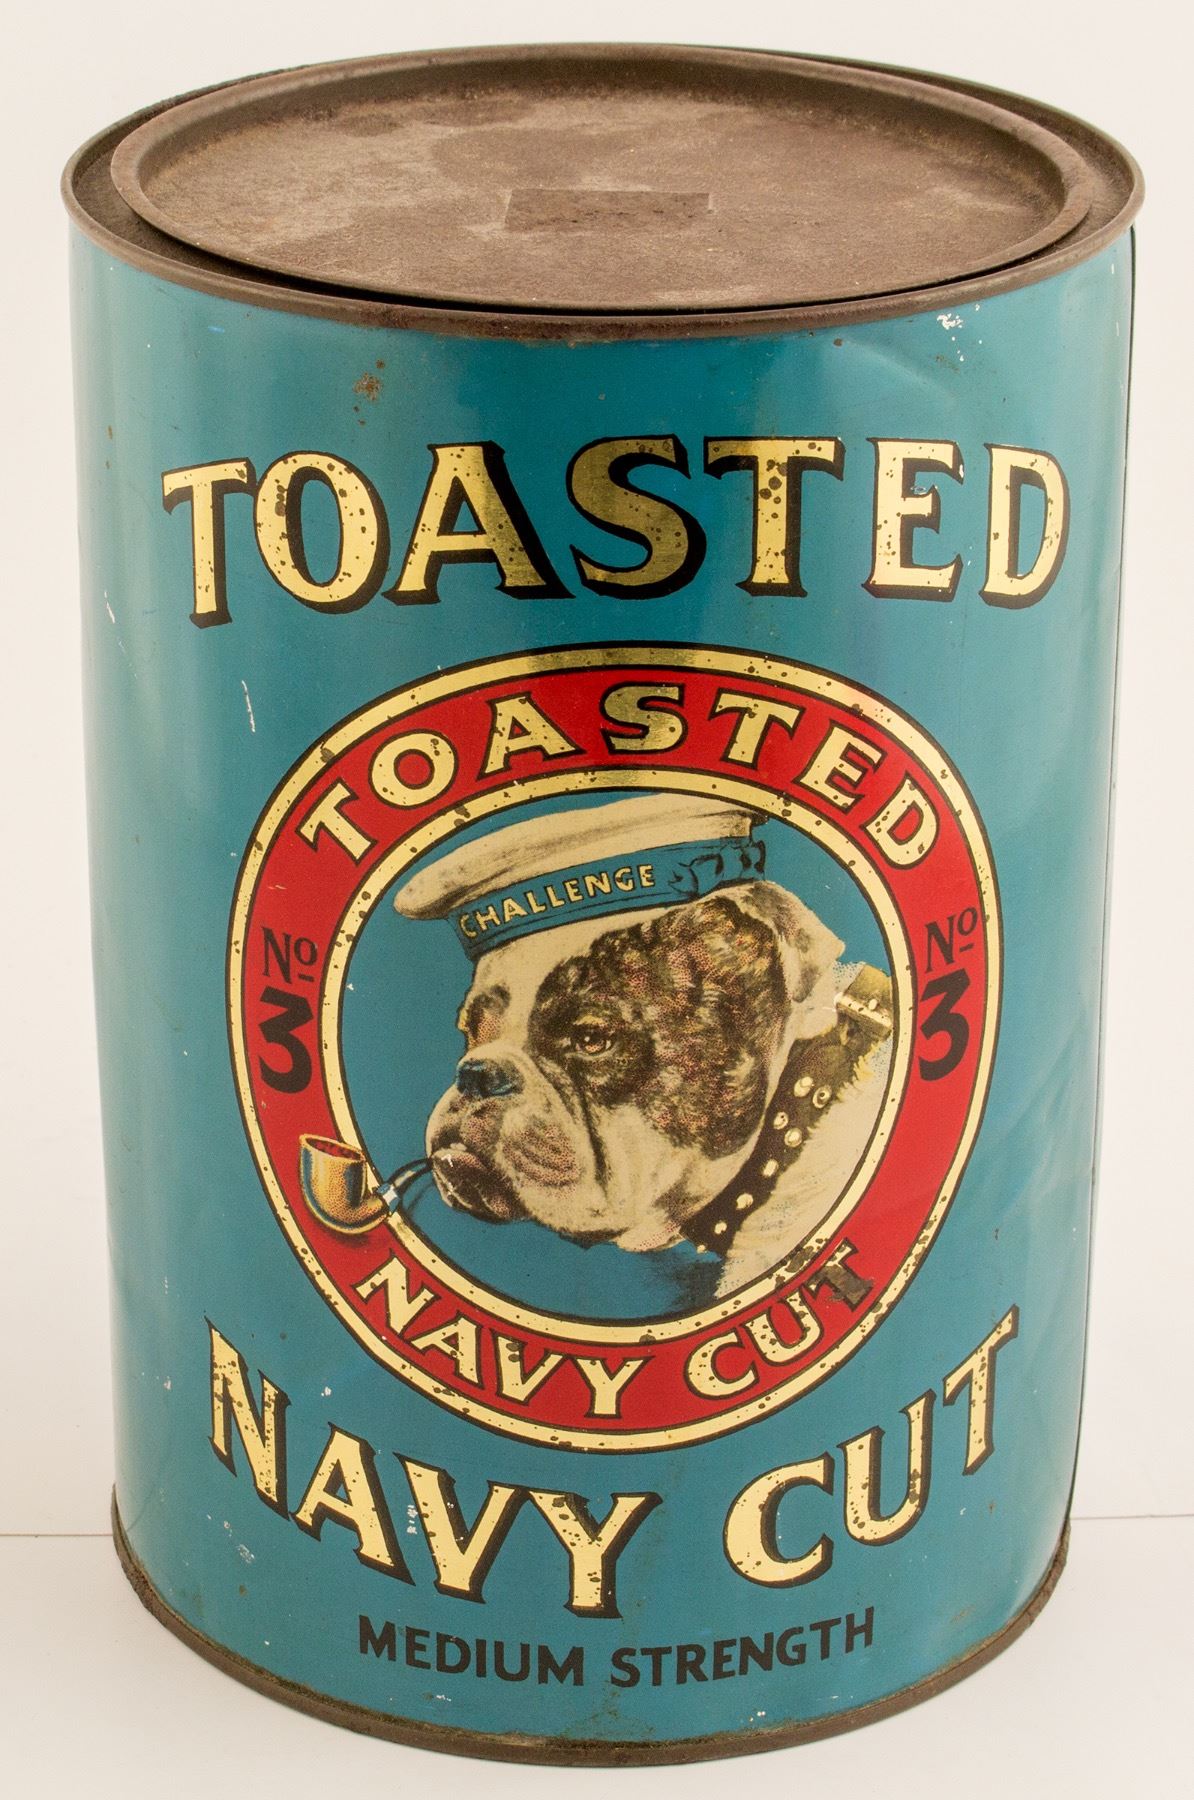 TOASTED
TOASTED
CHALLENGE
No 3
No 3
NAVY CUT
NAVY CUT
MEDIUM STRENGTH